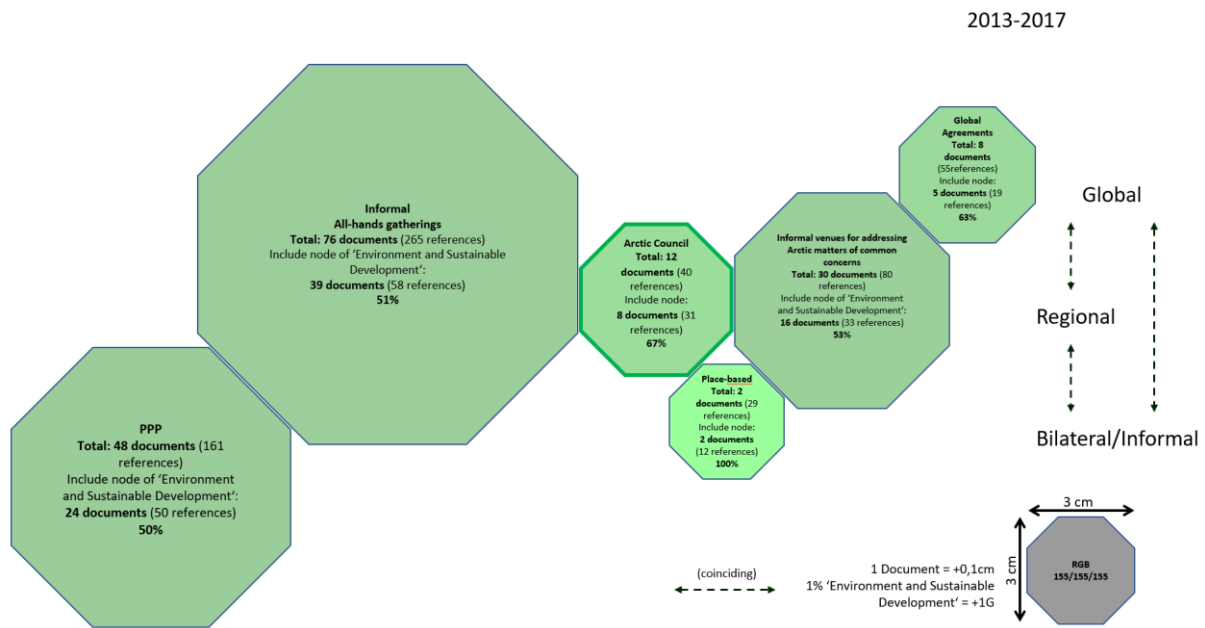 2013-2017
Global
Agreements
Total: 8
documents
(55references)
Include node:
5 documents (19
references)
63%
Informal
All-hands gatherings
Total: 76 documents (265 references)
Include node of ‘Environment and Sustainable
Development‘:
39 documents (58 references)
51%
Arctic Council
Total: 12
documents (40
references)
Include node:
8 documents (31
references)
67%
Informal venues for addressing
Arctic matters of common
concerns
Total: 30 documents (80
references)
Include node of ‘Environment
and Sustainable Development‘:
16 documents (33 references)
53%
Place-based
Total: 2
documents (29
references)
Include node:
2 documents
(12 references)
100%
PPP
Total: 48 documents (161
references)
Include node of ‘Environment
and Sustainable Development‘:
24 documents (50 references)
50%
Global
Regional
Bilateral/Informal
(coinciding)
1 Document = +0,1cm
1% ‘Environment and Sustainable
Development‘ = +1G
3 cm
3 cm
RGB
155/155/155